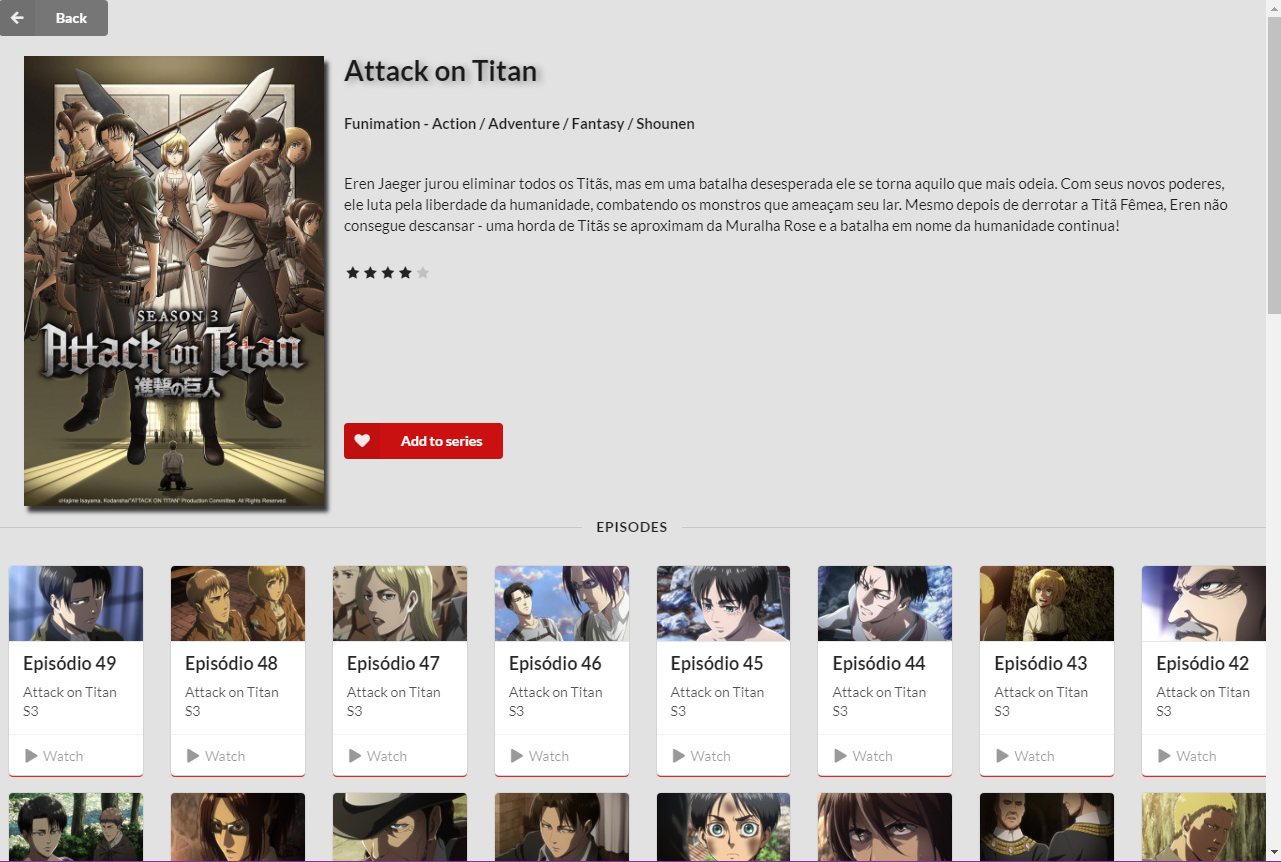 Back
Attack on Titan
Funimation - Action / Adventure / Fantasy / Shounen
Eren Jaeger jurou eliminar todos os Titãs, mas em uma batalha desesperada ele se torna aquilo que mais odeia. Com seus novos poderes,
ele luta pela liberdade da humanidade, combatendo os monstros que ameaçam seu lar. Mesmo depois de derrotar a Titã Fêmea, Eren não
consegue descansar - uma horda de Titãs se aproximam da Muralha Rose e a batalha em nome da humanidade continua!
SEASON 3
Attack on Titan
進撃の巨人
©Hajime Isayama, Kodansha/"ATTACK ON TITAN" Production Committee. All Rights Reserved.
Add to series
EPISODES
Episódio 49
Attack on Titan
S3
Watch
Episódio 48
Attack on Titan
S3
Watch
Episódio 47
Attack on Titan
S3
Watch
Episódio 46
Attack on Titan
S3
Watch
Episódio 45
Attack on Titan
S3
Watch
Episódio 44
Attack on Titan
S3
Watch
Episódio 43
Attack on Titan
S3
Watch
Episódio 42
Attack on Titan
S3
Watch